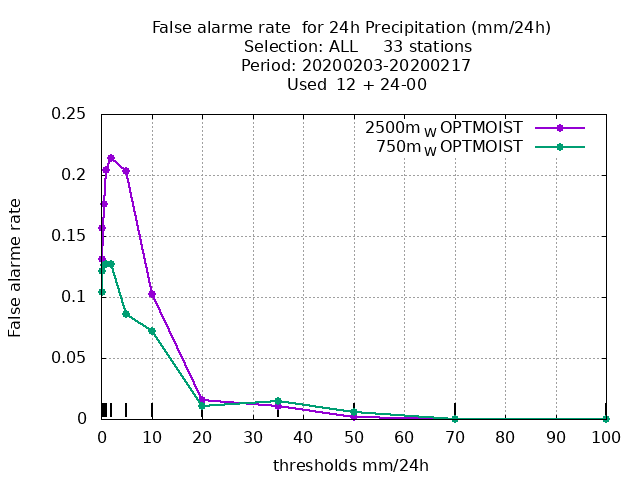 False alarme rate  for 24h Precipitation (mm/24h)
Selection: ALL     33 stations
Period: 20200203-20200217
Used  12 + 24-00
2500m_W OPTMOIST
750m_W OPTMOIST
False alarme rate
0.25
0.2
0.15
0.1
0.05
0
0 10 20 30 40 50 60 70 80 90 100
thresholds mm/24h